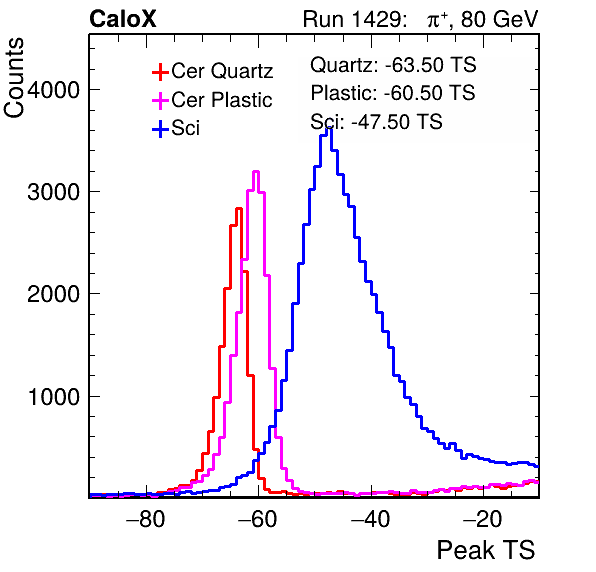 CaloX Run 1429: π⁺, 80 GeV
Counts
Cer Quartz
Cer Plastic
Sci
Quartz: -63.50 TS
Plastic: -60.50 TS
Sci: -47.50 TS
4000
3000
2000
1000
−80 −60 −40 −20
Peak TS